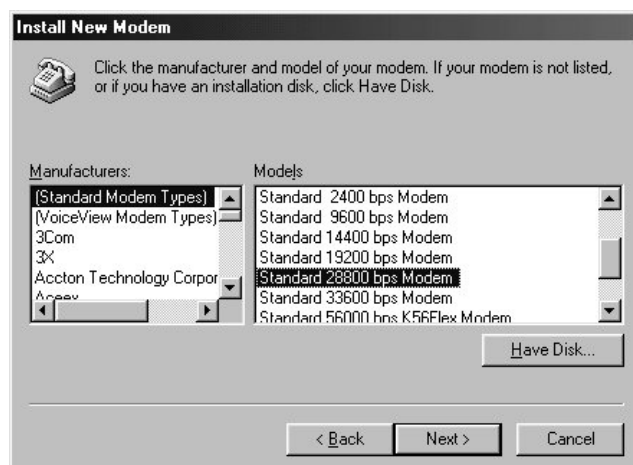 Install New Modem
Click the manufacturer and model of your modem. If your modem is not listed,
or if you have an installation disk, click Have Disk.
Manufacturers:
(Standard Modem Types)
(VoiceView Modem Types)
3Com
3X
Accton Technology Corpor
Aceex
Models
Standard 2400 bps Modem
Standard 9600 bps Modem
Standard 14400 bps Modem
Standard 19200 bps Modem
Standard 28800 bps Modem
Standard 33600 bps Modem
Standard 56000 bps K56Flex Modem
Have Disk...
< Back
Next >
Cancel